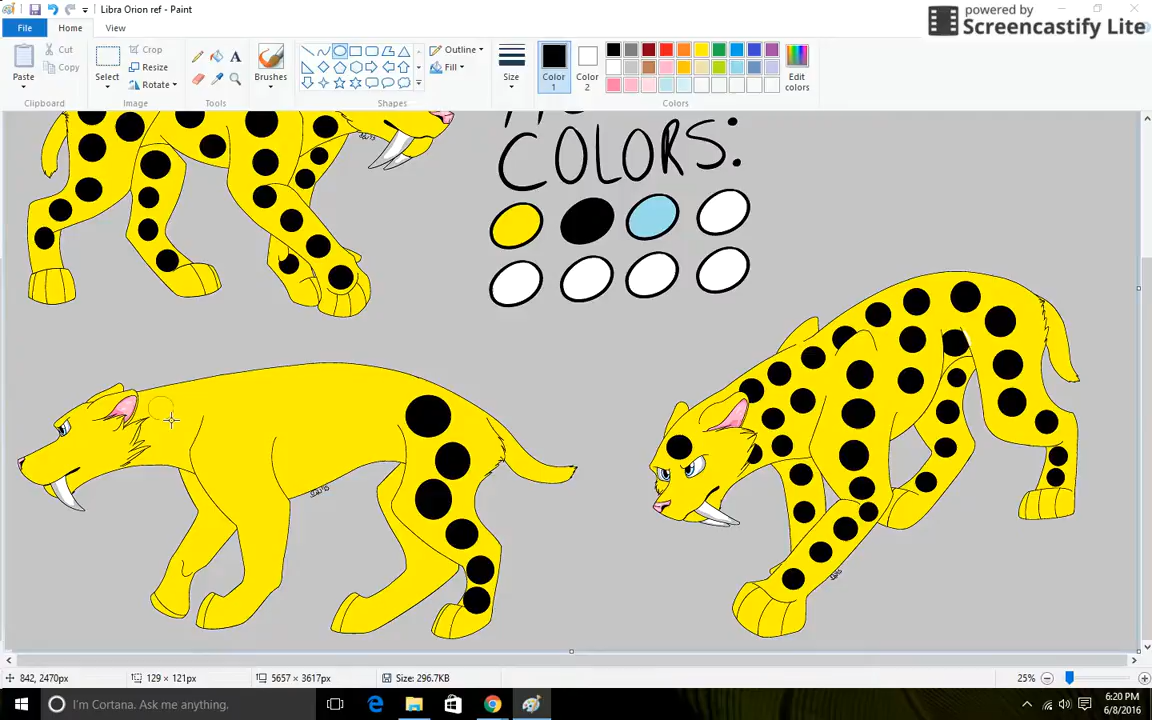 Libra Orion ref - Paint
powered by
Screencastify Lite
File
Home
View
Paste
Cut
Copy
Clipboard
Select
Crop
Resize
Rotate
Image
Tools
Brushes
Shapes
Outline
Fill
Size
Color
1
Color
2
Edit
colors
Colors
COLORS:
842, 2470px
129 × 121px
5657 × 3617px
Size: 296.7KB
25%
I'm Cortana. Ask me anything.
6:20 PM
6/8/2016